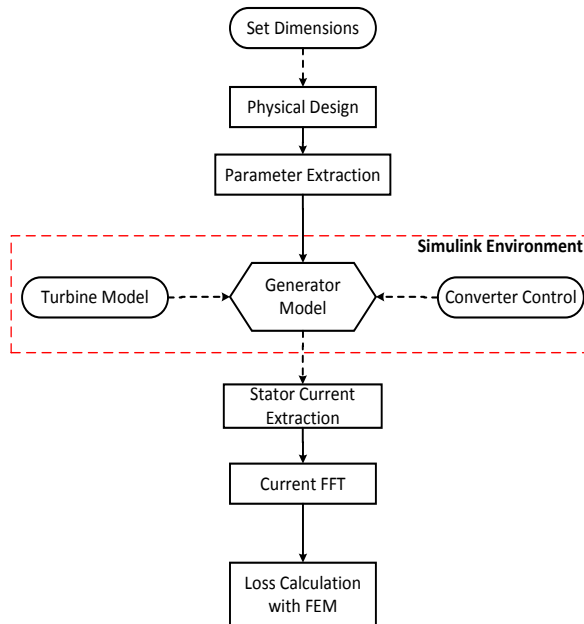 Set Dimensions
Physical Design
Parameter Extraction
Simulink Environment
Turbine Model
Generator
Model
Converter Control
Stator Current
Extraction
Current FFT
Loss Calculation
with FEM